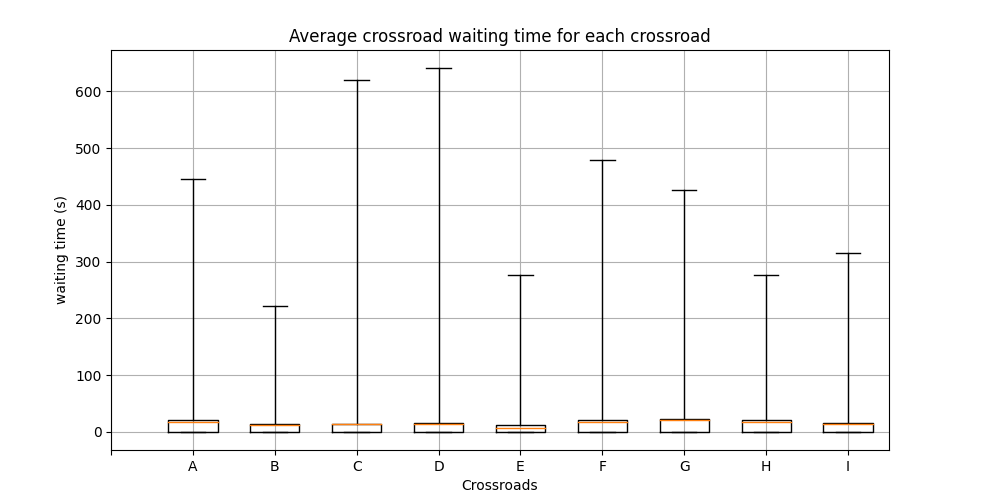 Average crossroad waiting time for each crossroad
waiting time (s)
600
500
400
300
200
100
0
A B C D E F G H I
Crossroads